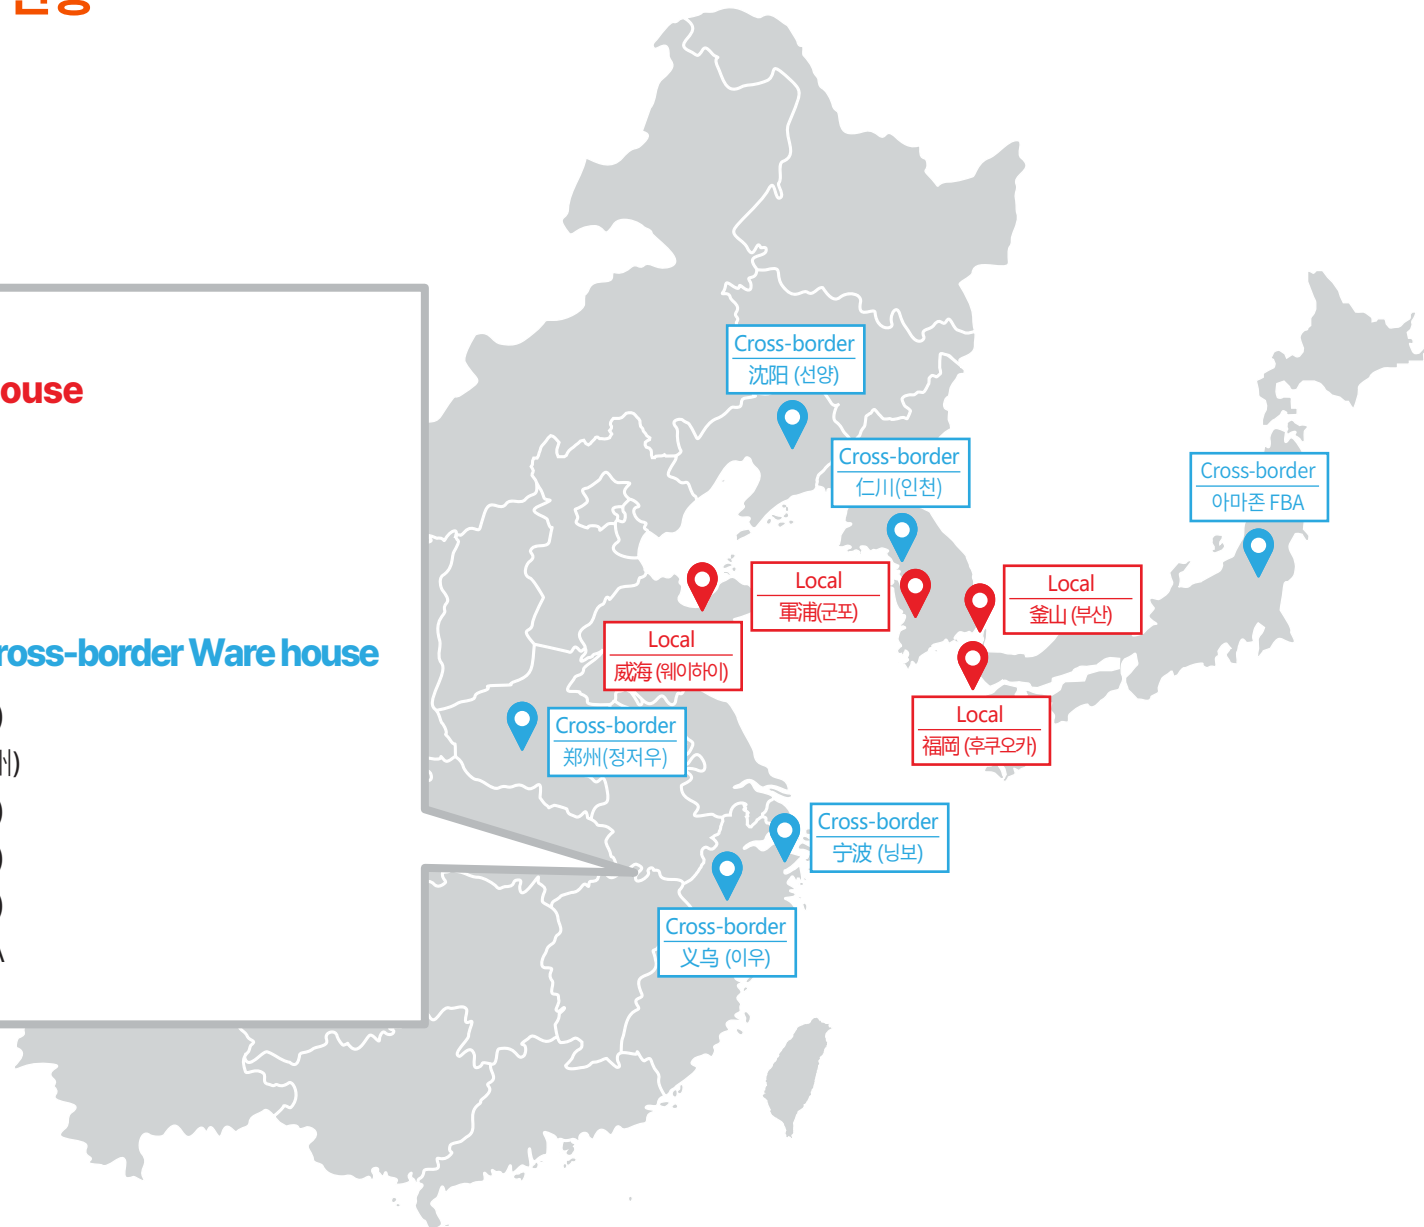 ouse
ross-border Ware house
)
州)
)
)
)
A
Cross-border
沈阳 (선양)
Cross-border
仁川(인천)
Cross-border
아마존 FBA
Local
軍浦(군포)
Local
釜山 (부산)
Local
威海 (웨이하이)
Local
福岡 (후쿠오카)
Cross-border
郑州(정저우)
Cross-border
宁波 (닝보)
Cross-border
义乌 (이우)